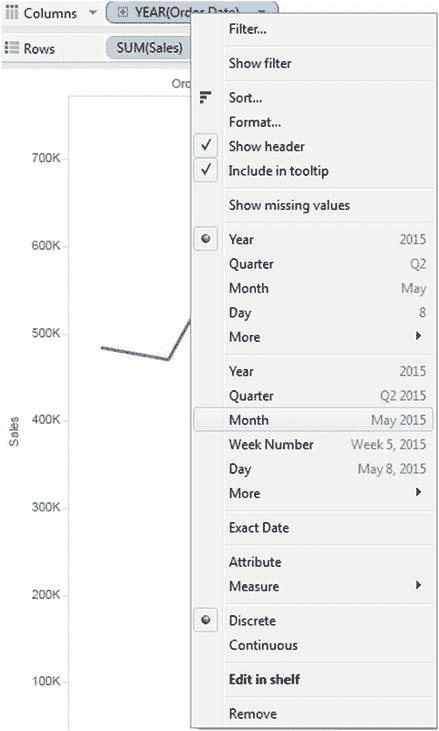 Columns YEAR(Order Date)
Rows SUM(Sales)
Filter...
Show filter
Sort...
Format...
Show header
Include in tooltip
Show missing values
Year 2015
Quarter Q2
Month May
Day 8
More
Year 2015
Quarter Q2 2015
Month May 2015
Week Number Week 5, 2015
Day May 8, 2015
More
Exact Date
Attribute
Measure
Discrete
Continuous
Edit in shelf
Remove
700K
600K
500K
400K
300K
200K
100K
Sales